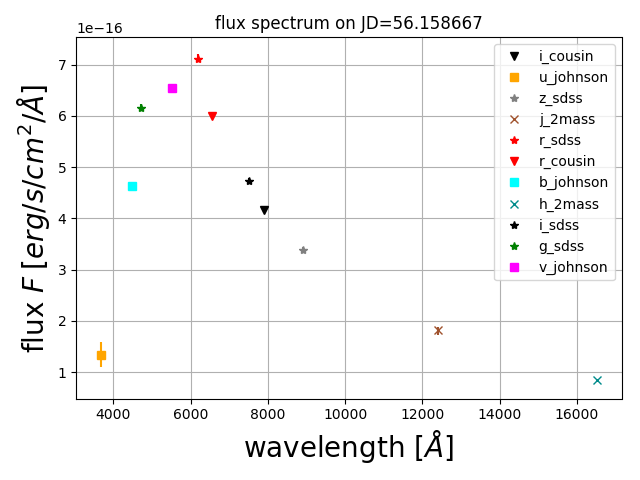 flux spectrum on JD=56.158667
1e−16
flux F [erg/s/cm²/Å]
7
6
5
4
3
2
1
i_cousin
u_johnson
z_sdss
j_2mass
r_sdss
r_cousin
b_johnson
h_2mass
i_sdss
g_sdss
v_johnson
4000 6000 8000 10000 12000 14000 16000
wavelength [Å]